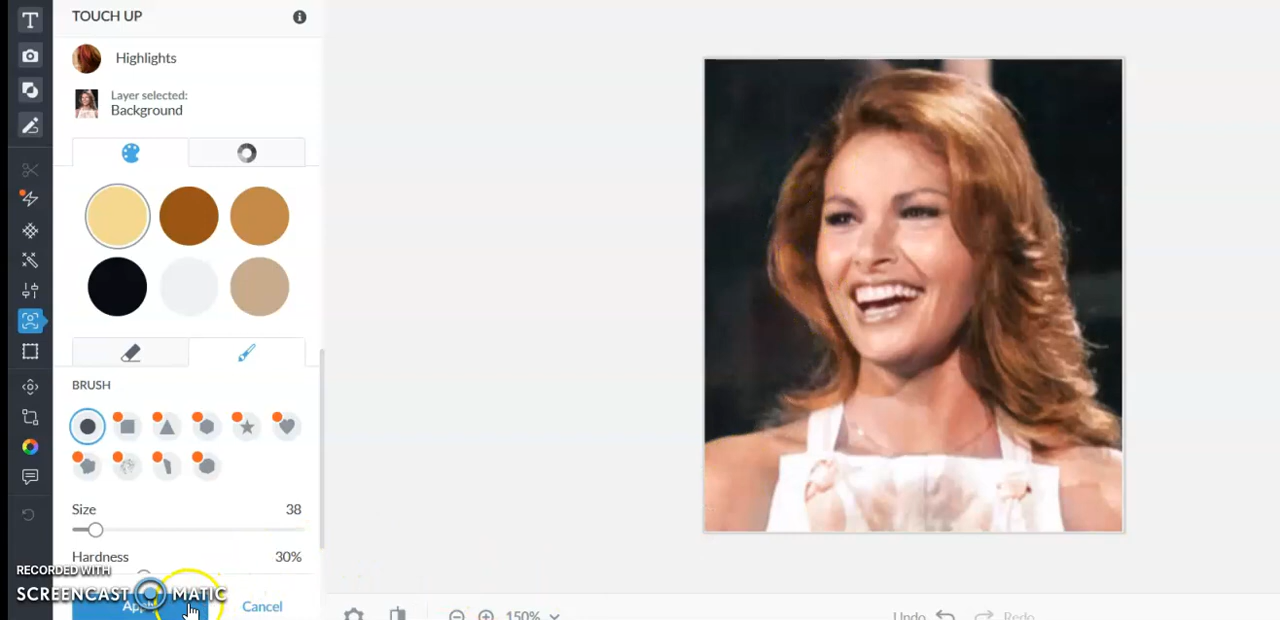 T
TOUCH UP
Highlights
Layer selected:
Background
BRUSH
Size 38
Hardness 30%
RECORDED WITH
SCREENCAST MATIC
Cancel
150%
Undo
Redo